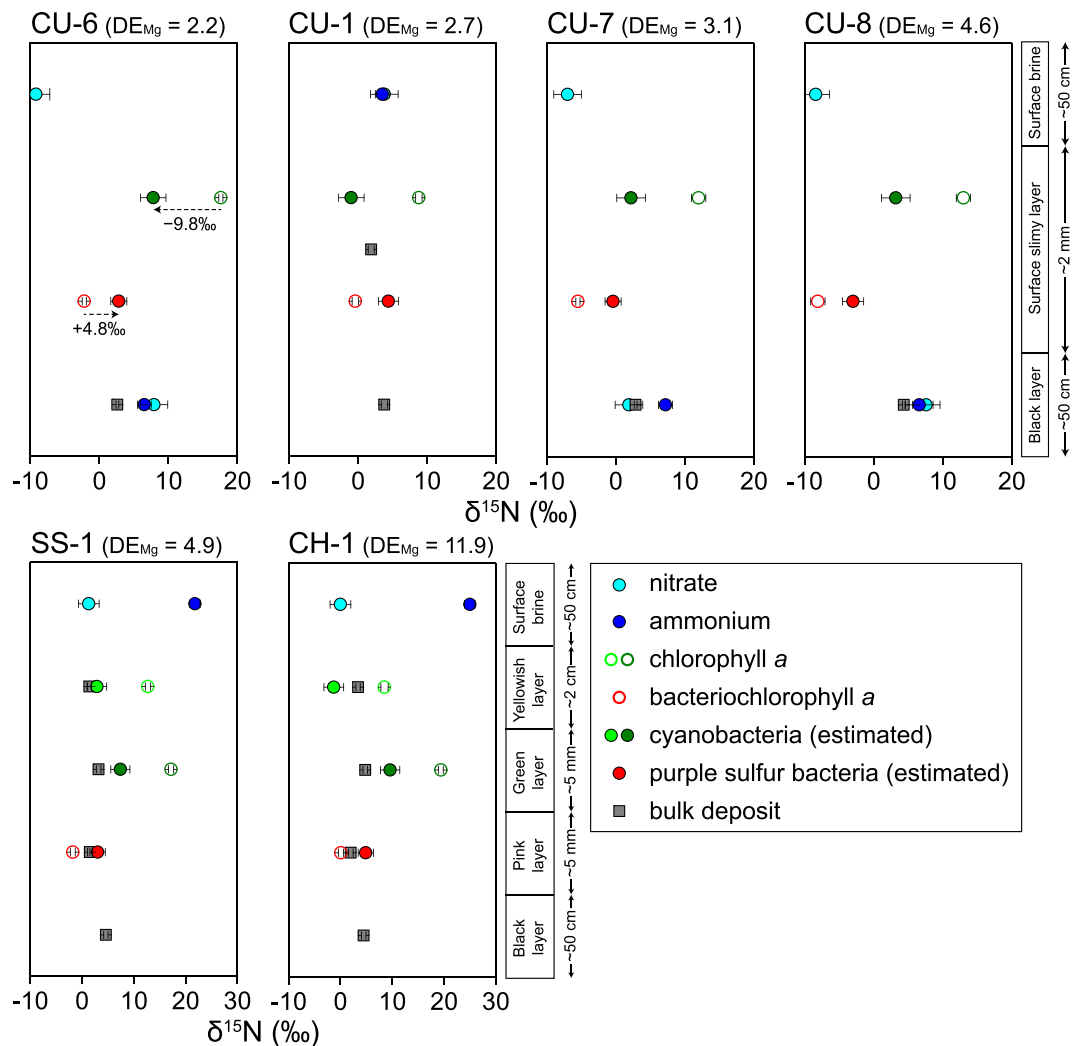 CU-6 (DEMg = 2.2)
CU-1 (DEMg = 2.7)
CU-7 (DEMg = 3.1)
CU-8 (DEMg = 4.6)
−9.8‰
+4.8‰
Surface brine
~50 cm
Surface slimy layer
~2 mm
Black layer
~50 cm
-10 0 10 20
-10 0 10 20
-10 0 10 20
-10 0 10 20
δ15N (‰)
SS-1 (DEMg = 4.9)
CH-1 (DEMg = 11.9)
Surface
brine
~50 cm
Yellowish
layer
~2 cm
Green
layer
~5 mm
Pink
layer
~5 mm
Black
layer
~50 cm
-10 0 10 20 30
-10 0 10 20 30
δ15N (‰)
nitrate
ammonium
chlorophyll a
bacteriochlorophyll a
cyanobacteria (estimated)
purple sulfur bacteria (estimated)
bulk deposit